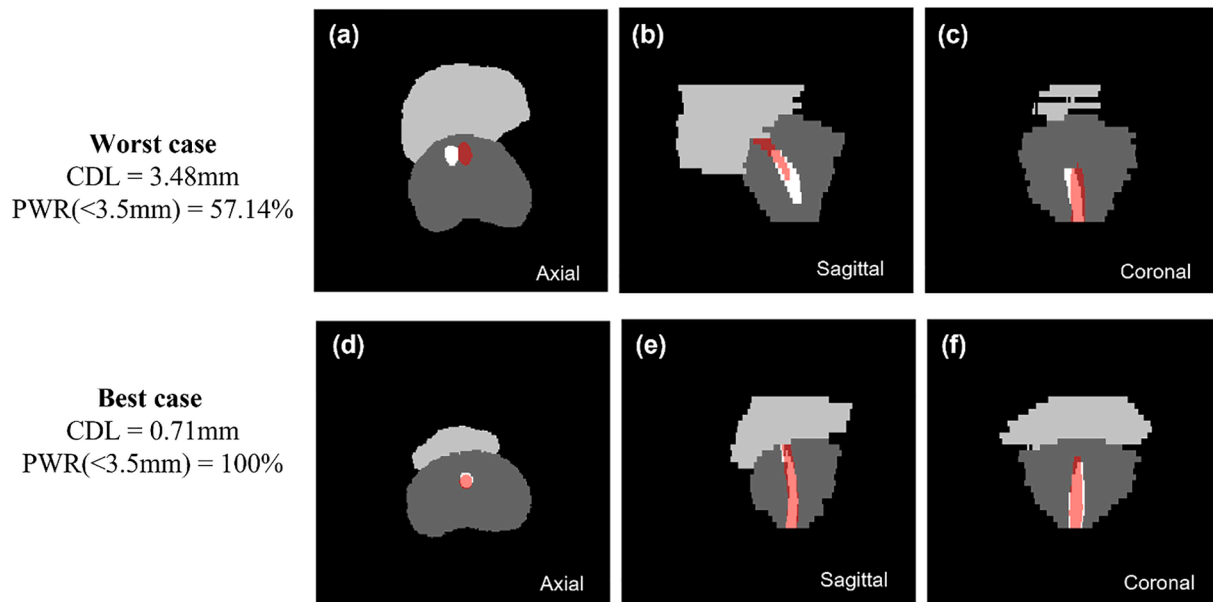 (a)
(b)
(c)
Worst case
CDL = 3.48mm
PWR(<3.5mm) = 57.14%
Axial
Sagittal
Coronal
(d)
(e)
(f)
Best case
CDL = 0.71mm
PWR(<3.5mm) = 100%
Axial
Sagittal
Coronal